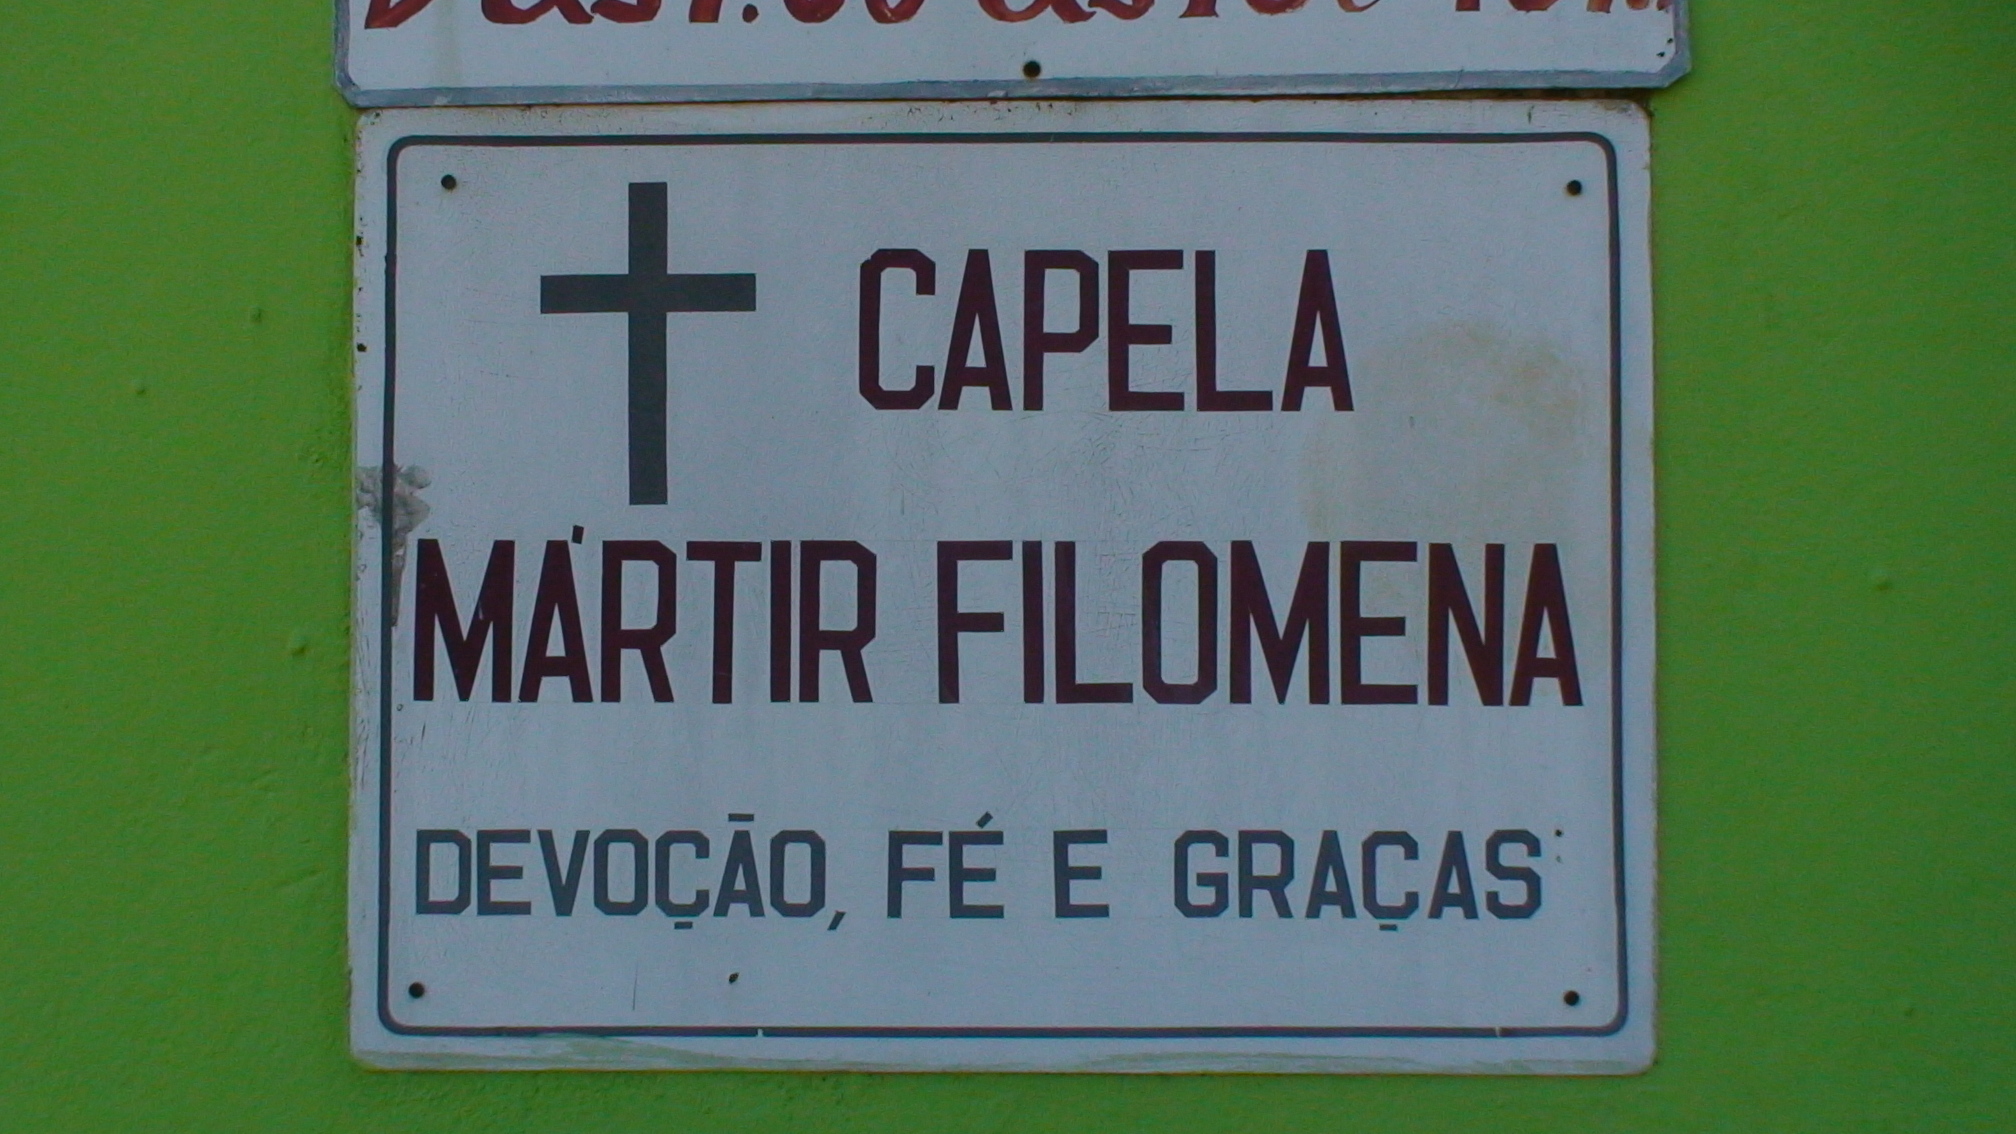 CAPELA
MÁRTIR FILOMENA
DEVOÇÃO, FÉ E GRAÇAS